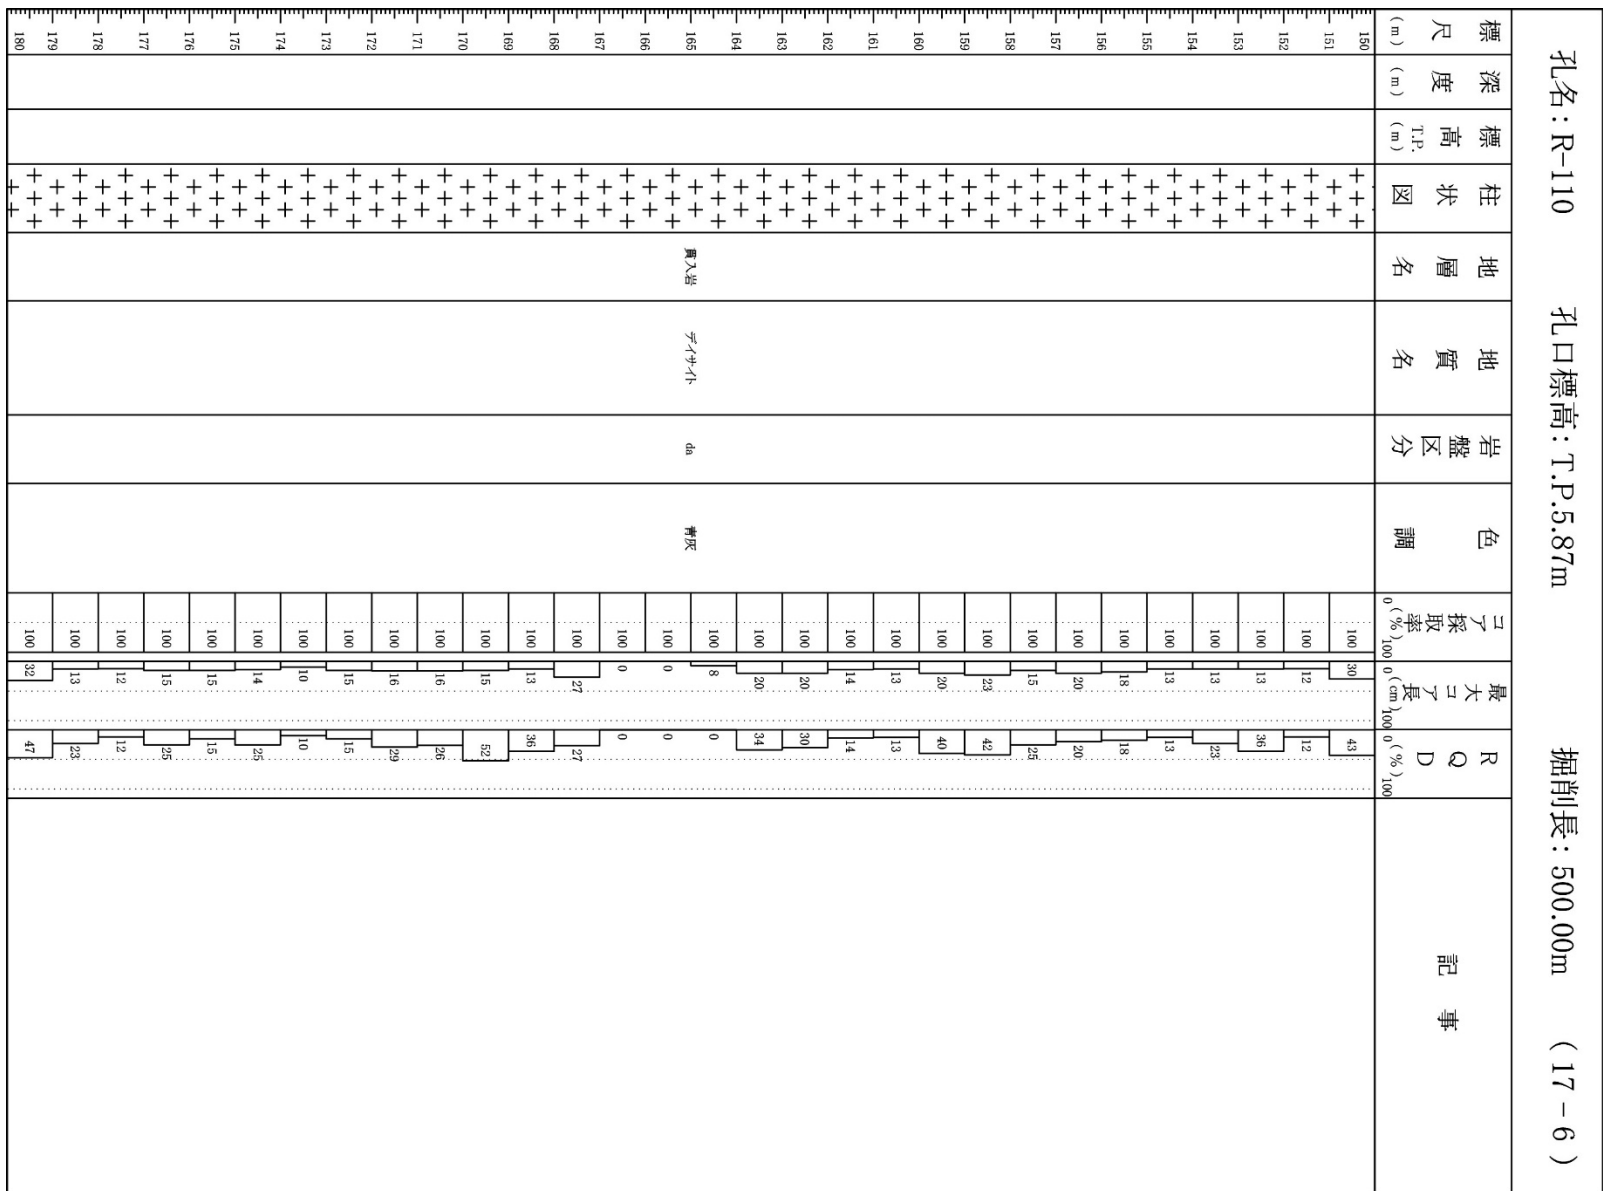 孔名：R-110 孔口標高：T.P.5.87m 掘削長：500.00m （17－6）
標尺(m) 深度(m) 標高T.P.(m) 柱状図 地層名 地質名 岩盤区分 色調 コア採取率 0(%)100 最大コア長 0(cm)100 RQD 0(%)100 記事
150
100 30 43
151
100 12 12
152
100 13 36
153
100 13 23
154
100 13 13
155
100 18 18
156
100 20 20
157
100 15 25
158
100 23 42
159
100 20 40
160
100 13 13
161
100 14 14
162
100 20 30
163
100 20 34
164
100 8 0
165 貫入岩 デイサイト da 青灰
100 0 0
166
100 0 0
167
100 27 27
168
100 13 36
169
100 15 52
170
100 16 26
171
100 16 29
172
100 15 15
173
100 10 10
174
100 14 25
175
100 15 15
176
100 15 25
177
100 12 12
178
100 13 23
179
100 32 47
180